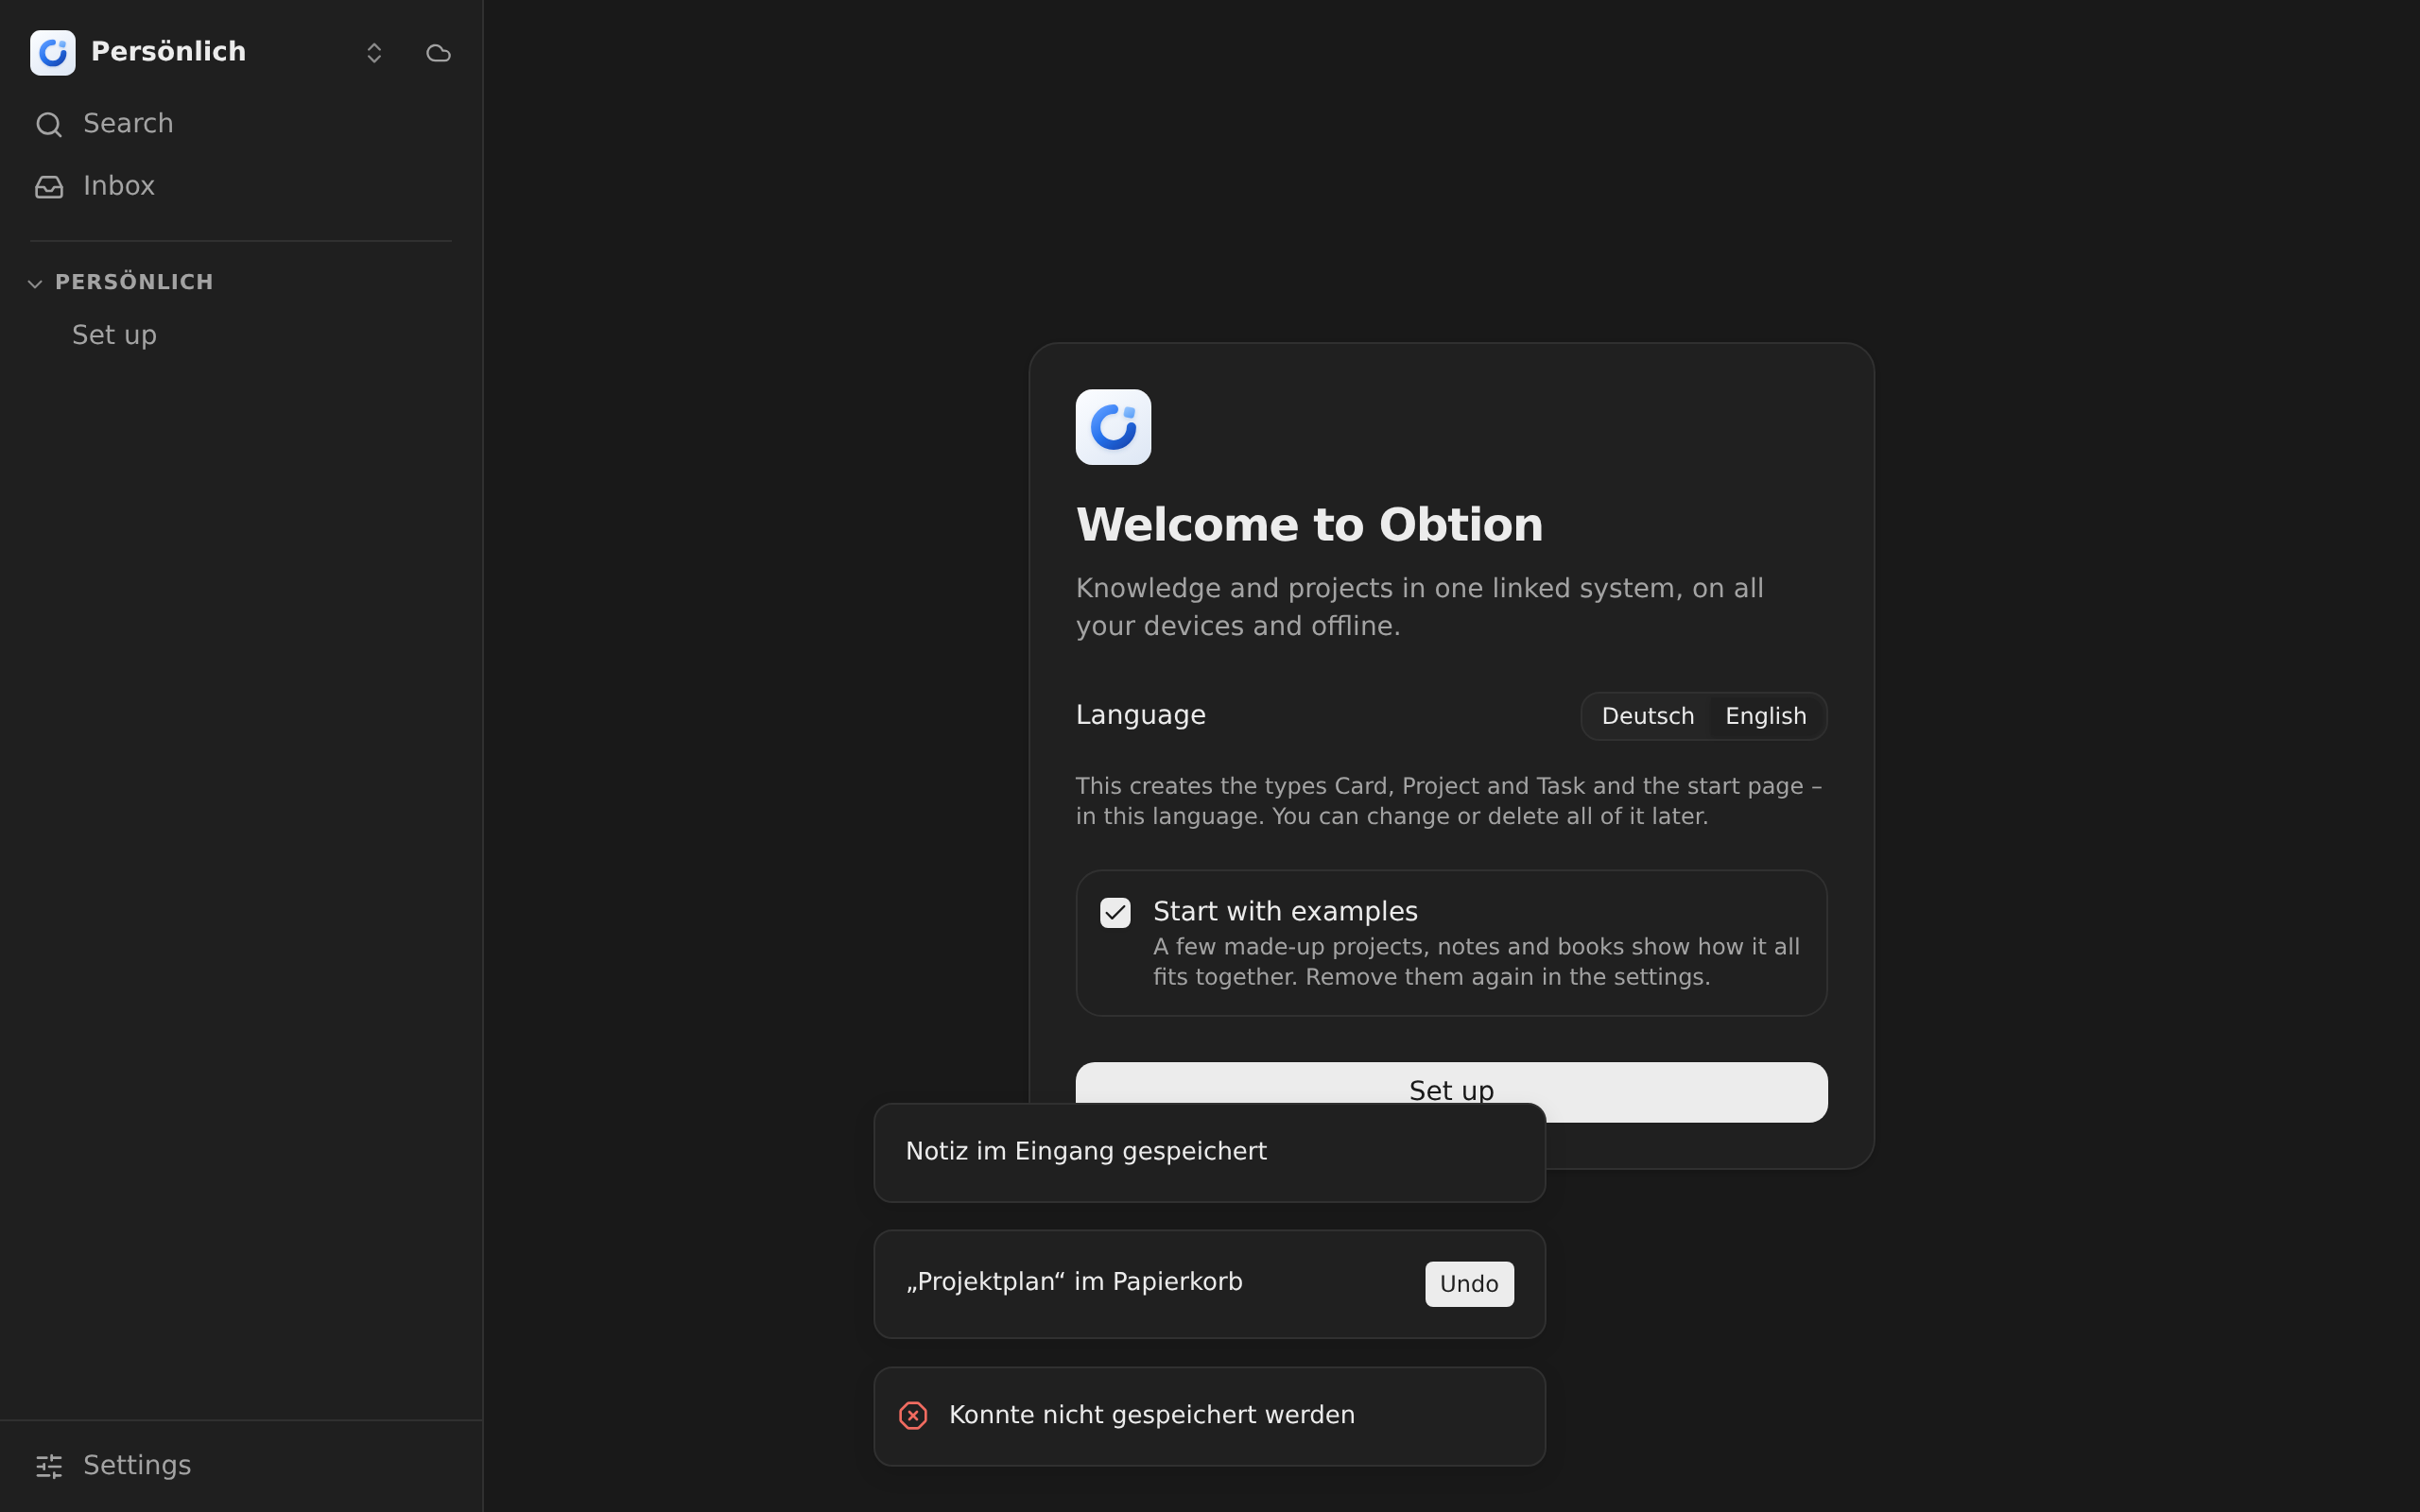 Persönlich
Search
Inbox
PERSÖNLICH
Set up
Settings
Welcome to Obtion
Knowledge and projects in one linked system, on all
your devices and offline.
Language
Deutsch
English
This creates the types Card, Project and Task and the start page –
in this language. You can change or delete all of it later.
Start with examples
A few made-up projects, notes and books show how it all
fits together. Remove them again in the settings.
Set up
Notiz im Eingang gespeichert
„Projektplan“ im Papierkorb
Undo
Konnte nicht gespeichert werden